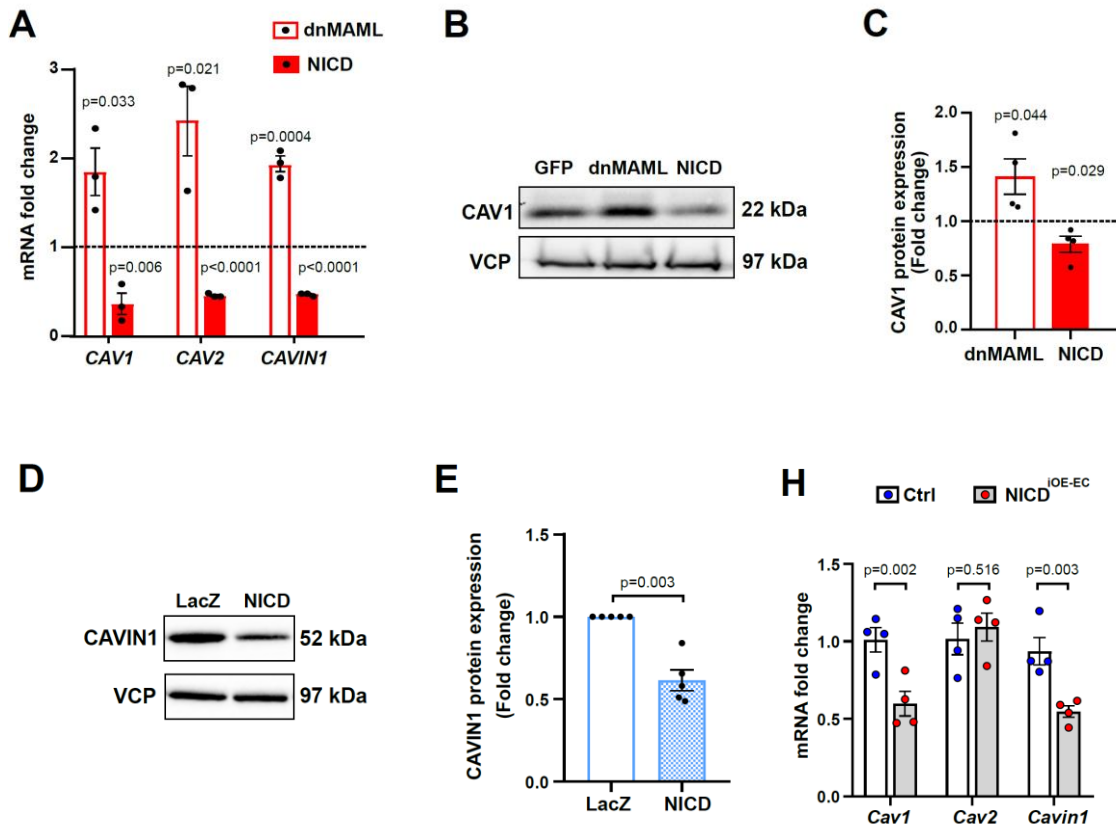 A
dnMAML
NICD
mRNA fold change
3
2
1
0
p=0.033
p=0.021
p=0.0004
p=0.006
p<0.0001
p<0.0001
CAV1
CAV2
CAVIN1
B
GFP dnMAML NICD
CAV1
22 kDa
VCP
97 kDa
C
CAV1 protein expression
(Fold change)
2.0
1.5
1.0
0.5
0.0
p=0.044
p=0.029
dnMAML
NICD
D
LacZ NICD
CAVIN1
52 kDa
VCP
97 kDa
E
CAVIN1 protein expression
(Fold change)
1.5
1.0
0.5
0.0
p=0.003
LacZ
NICD
H
Ctrl
NICD iOE-EC
mRNA fold change
1.5
1.0
0.5
0.0
p=0.002
p=0.516
p=0.003
Cav1
Cav2
Cavin1